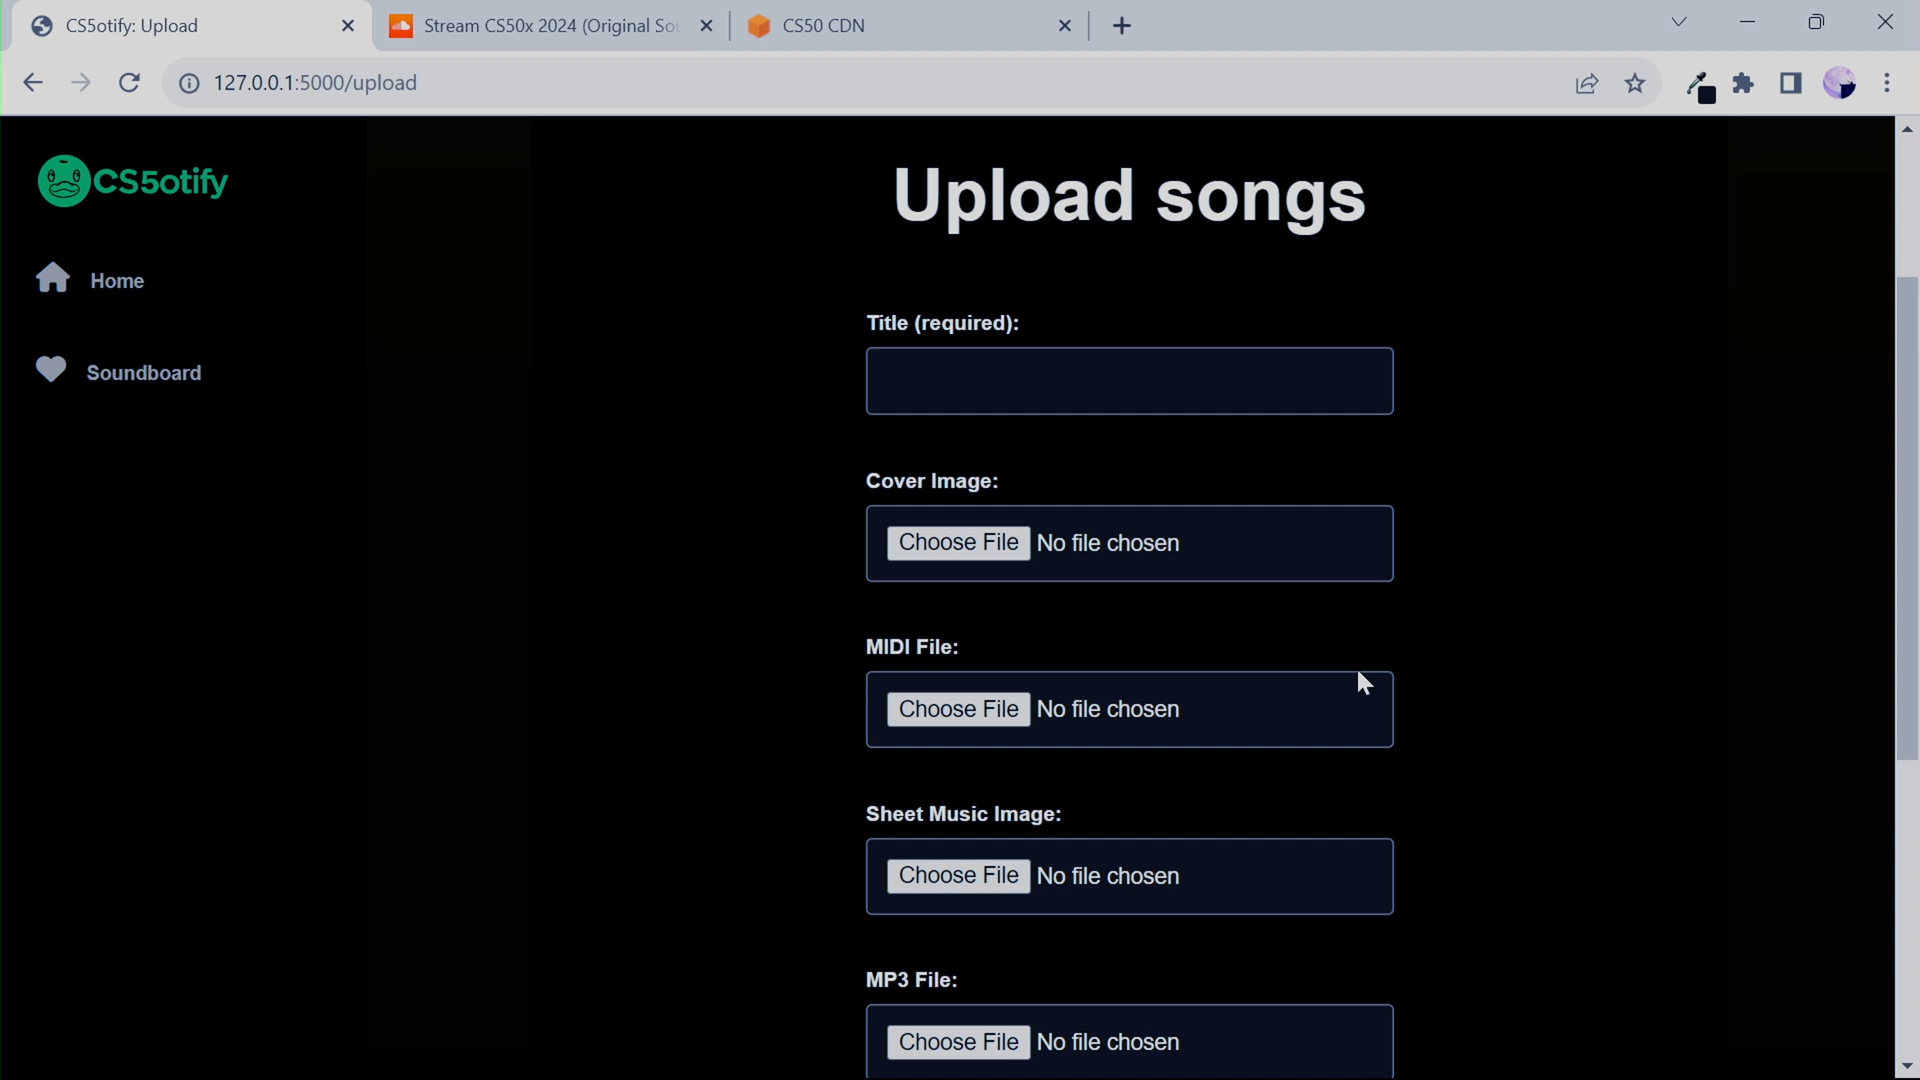 CS5otify: Upload
Stream CS50x 2024 (Original Sou
CS50 CDN
127.0.0.1:5000/upload
CS5otify
Home
Soundboard
Upload songs
Title (required):
Cover Image:
Choose File No file chosen
MIDI File:
Choose File No file chosen
Sheet Music Image:
Choose File No file chosen
MP3 File:
Choose File No file chosen